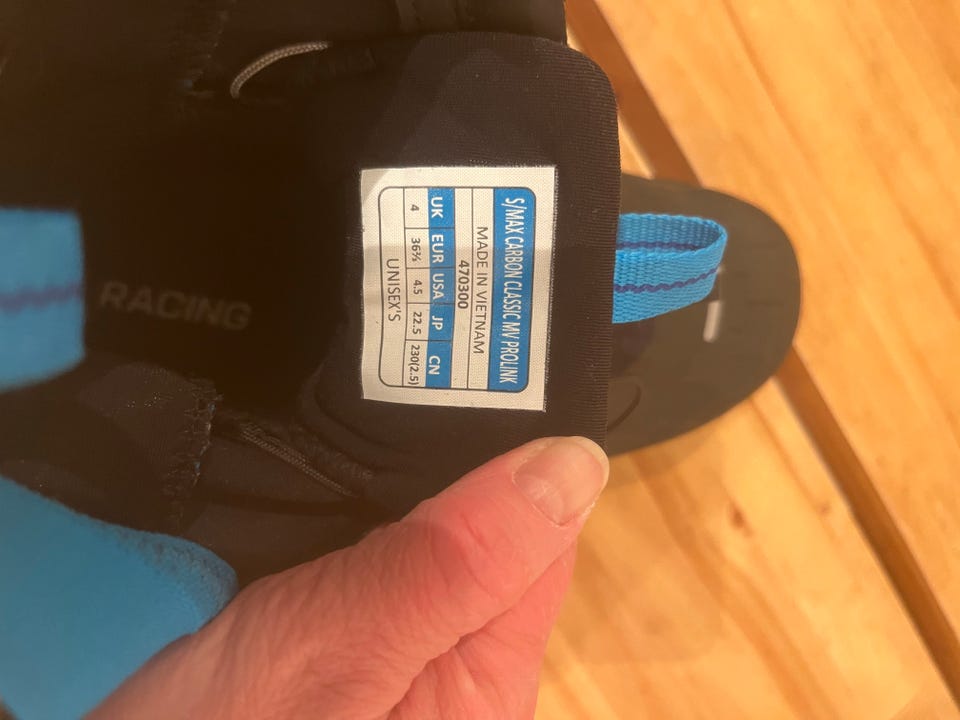 S/MAX CARBON CLASSIC MV PROLINK
MADE IN VIETNAM
470300
UK EUR USA JP CN
4 36⅔ 4.5 22.5 230(2.5)
UNISEX'S
RACING